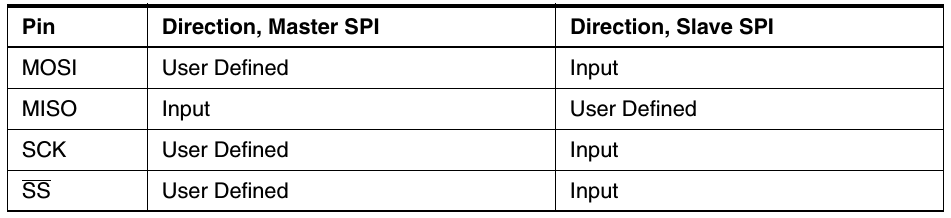 Pin Direction, Master SPI Direction, Slave SPI
MOSI User Defined Input
MISO Input User Defined
SCK User Defined Input
S̅S̅ User Defined Input